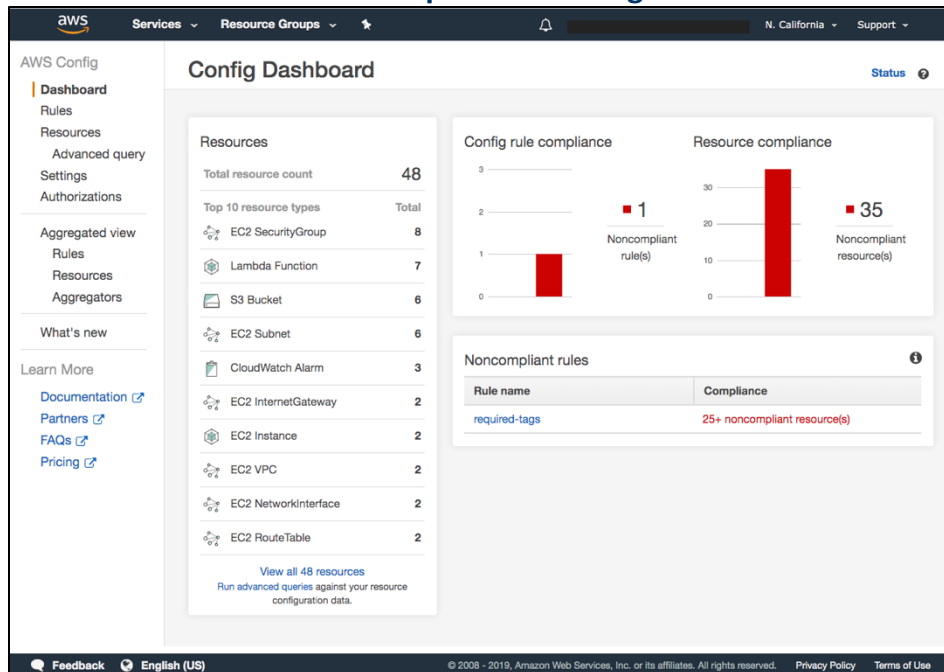 aws
Services
Resource Groups
N. California
Support
AWS Config
Dashboard
Rules
Resources
Advanced query
Settings
Authorizations
Aggregated view
Rules
Resources
Aggregators
What's new
Learn More
Documentation
Partners
FAQs
Pricing
Config Dashboard
Status
Resources
Total resource count 48
Top 10 resource types Total
EC2 SecurityGroup 8
Lambda Function 7
S3 Bucket 6
EC2 Subnet 6
CloudWatch Alarm 3
EC2 InternetGateway 2
EC2 Instance 2
EC2 VPC 2
EC2 NetworkInterface 2
EC2 RouteTable 2
View all 48 resources
Run advanced queries against your resource
configuration data.
Config rule compliance
3
2
1
0
1
Noncompliant
rule(s)
Resource compliance
30
20
10
0
35
Noncompliant
resource(s)
Noncompliant rules
Rule name Compliance
required-tags 25+ noncompliant resource(s)
Feedback
English (US)
© 2008 - 2019, Amazon Web Services, Inc. or its affiliates. All rights reserved.
Privacy Policy
Terms of Use